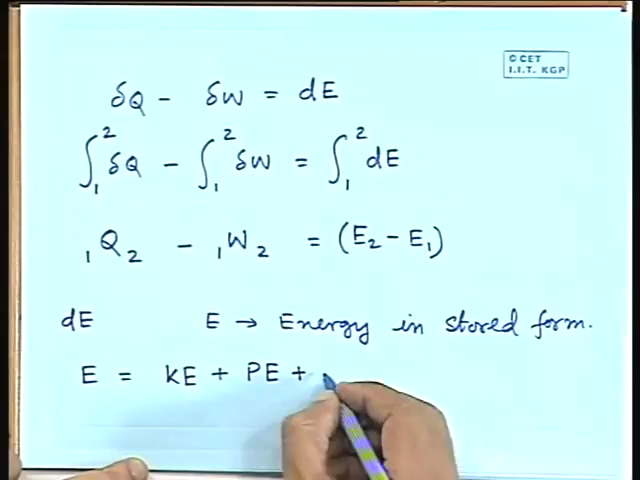 © CET
I.I.T. KGP
δQ - δW = dE
∫₁² δQ - ∫₁² δW = ∫₁² dE
₁Q₂ - ₁W₂ = (E₂ - E₁)
dE E → Energy in stored form.
E = KE + PE +